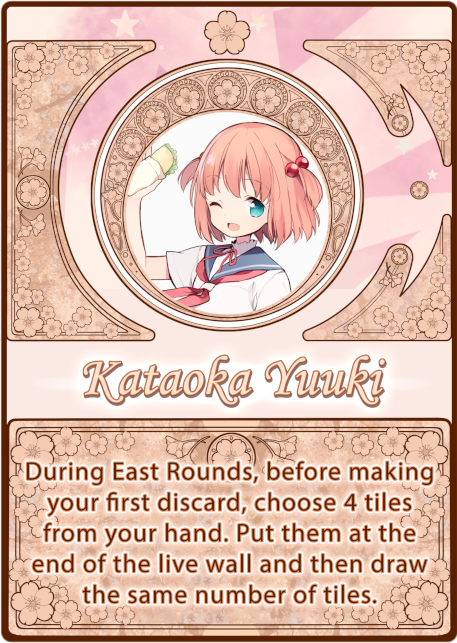 Kataoka Yuuki
During East Rounds, before making
your first discard, choose 4 tiles
from your hand. Put them at the
end of the live wall and then draw
the same number of tiles.